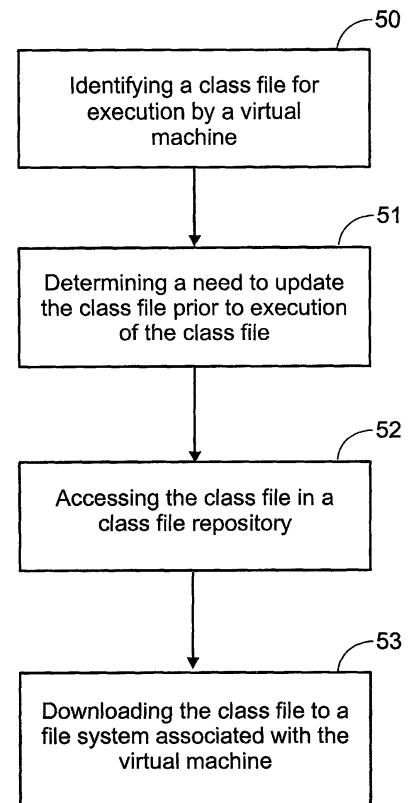 50
Identifying a class file for
execution by a virtual
machine
51
Determining a need to update
the class file prior to execution
of the class file
52
Accessing the class file in a
class file repository
53
Downloading the class file to a
file system associated with the
virtual machine